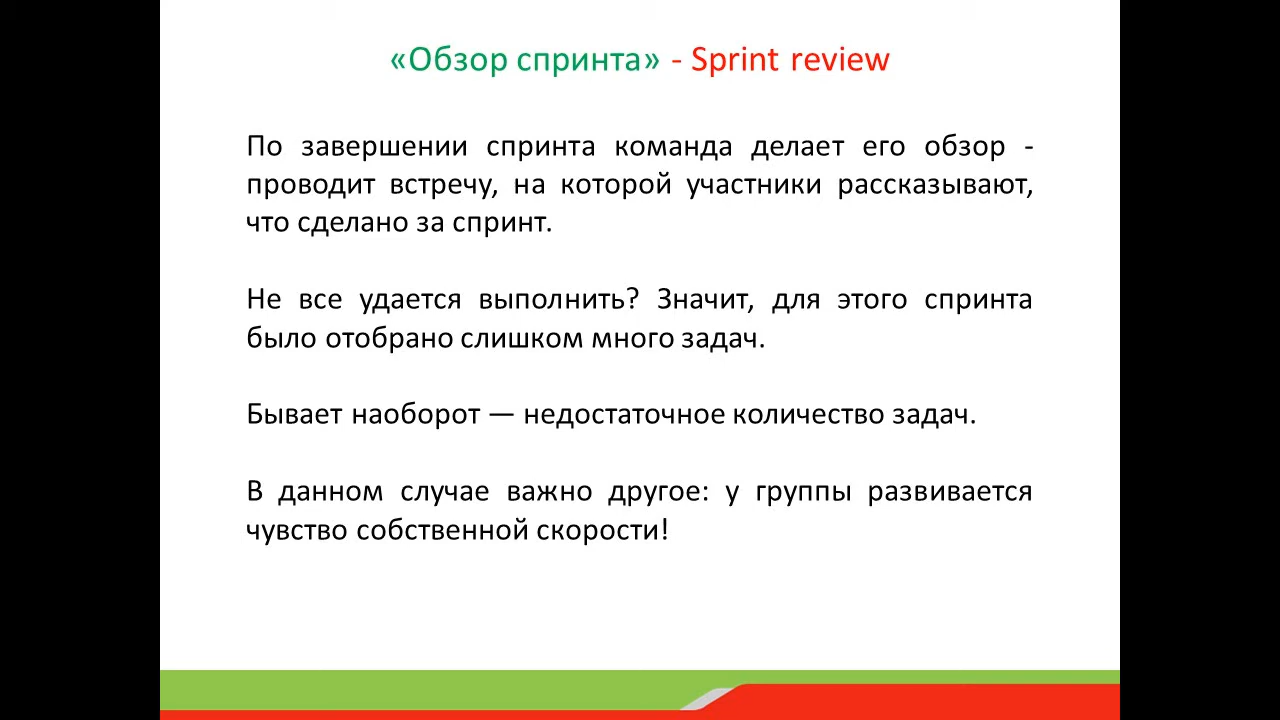 «Обзор спринта» - Sprint review
По завершении спринта команда делает его обзор -
проводит встречу, на которой участники рассказывают,
что сделано за спринт.
Не все удается выполнить? Значит, для этого спринта
было отобрано слишком много задач.
Бывает наоборот — недостаточное количество задач.
В данном случае важно другое: у группы развивается
чувство собственной скорости!